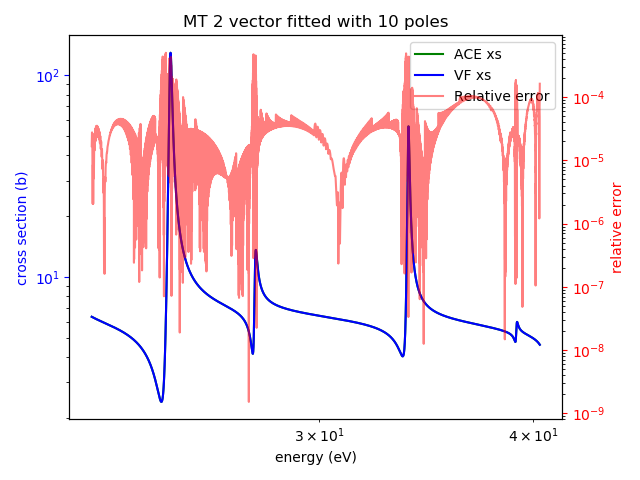 MT 2 vector fitted with 10 poles
ACE xs
VF xs
Relative error
10²
10¹
cross section (b)
10⁻⁴
10⁻⁵
10⁻⁶
10⁻⁷
10⁻⁸
10⁻⁹
relative error
3 × 10¹
4 × 10¹
energy (eV)